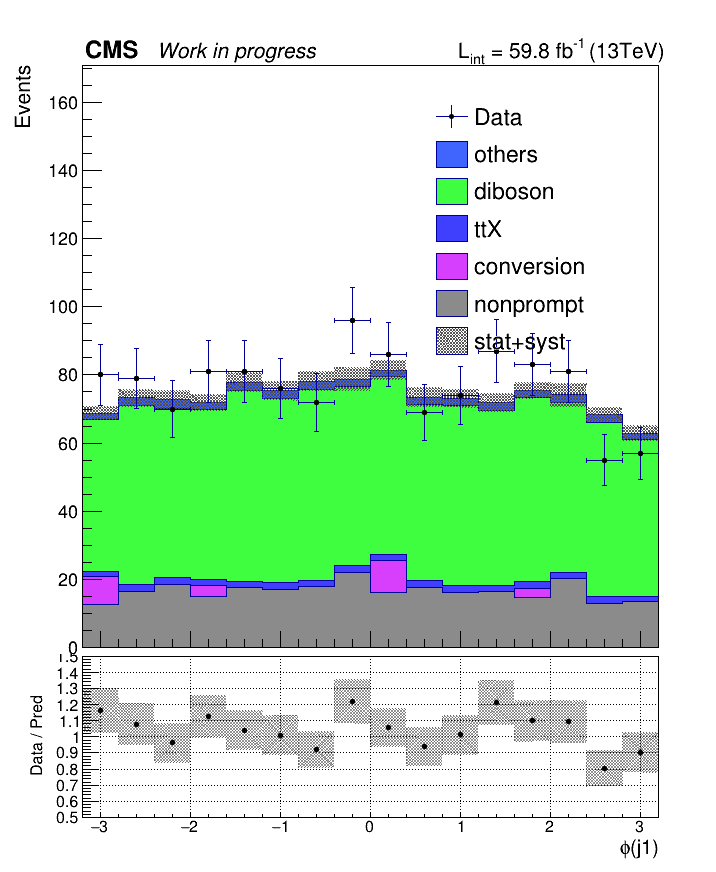 CMS Work in progress L_int = 59.8 fb^-1 (13TeV)
Events
160
140
120
100
80
60
40
20
0
Data
others
diboson
ttX
conversion
nonprompt
stat+syst
Data / Pred
1.5
1.4
1.3
1.2
1.1
1
0.9
0.8
0.7
0.6
0.5
−3 −2 −1 0 1 2 3
ϕ(j1)